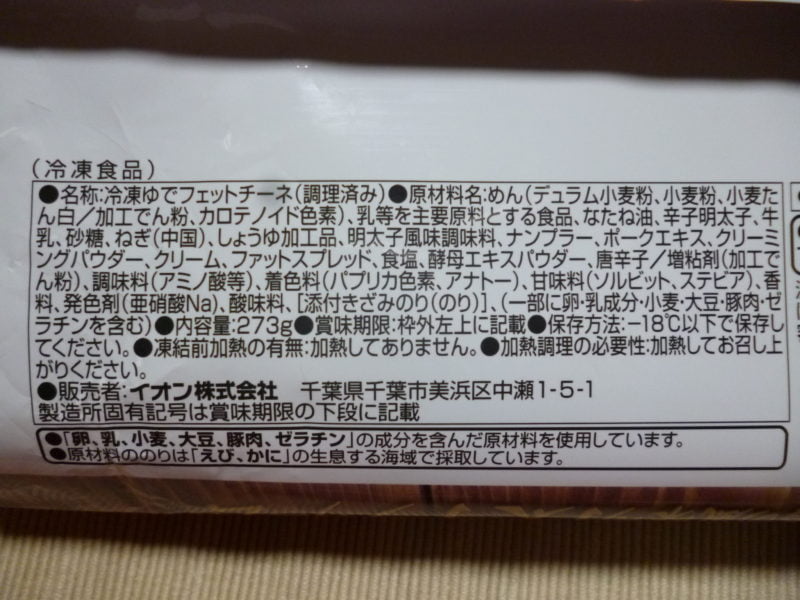 (冷凍食品)
●名称:冷凍ゆでフェットチーネ(調理済み)●原材料名:めん(デュラム小麦粉、小麦粉、小麦た
ん白/加工でん粉、カロテノイド色素)、乳等を主要原料とする食品、なたね油、辛子明太子、牛
乳、砂糖、ねぎ(中国)、しょうゆ加工品、明太子風味調味料、ナンプラー、ポークエキス、クリーミ
ングパウダー、クリーム、ファットスプレッド、食塩、酵母エキスパウダー、唐辛子/増粘剤(加工で
ん粉)、調味料(アミノ酸等)、着色料(パプリカ色素、アナトー)、甘味料(ソルビット、ステビア)、香
料、発色剤(亜硝酸Na)、酸味料、[添付きざみのり(のり)]、(一部に卵・乳成分・小麦・大豆・豚肉・ゼ
ラチンを含む)●内容量:273g●賞味期限:枠外左上に記載●保存方法:-18℃以下で保存し
てください。●凍結前加熱の有無:加熱してありません。●加熱調理の必要性:加熱してお召し上
がりください。
●販売者:イオン株式会社 千葉県千葉市美浜区中瀬1-5-1
製造所固有記号は賞味期限の下段に記載
●「卵、乳、小麦、大豆、豚肉、ゼラチン」の成分を含んだ原材料を使用しています。
●原材料ののりは「えび、かに」の生息する海域で採取しています。